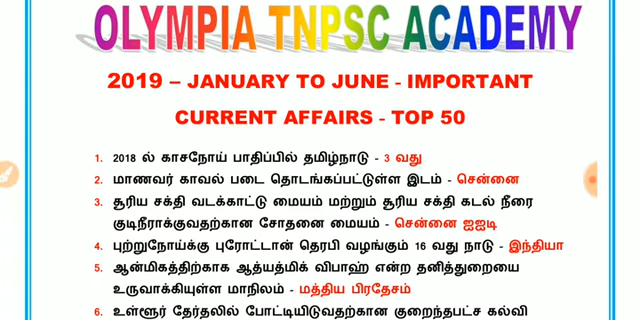 OLYMPIA TNPSC ACADEMY
2019 – JANUARY TO JUNE - IMPORTANT
CURRENT AFFAIRS - TOP 50
1. 2018 ல் காசநோய் பாதிப்பில் தமிழ்நாடு - 3 வது
2. மாணவர் காவல் படை தொடங்கப்பட்டுள்ள இடம் - சென்னை
3. சூரிய சக்தி வடக்காட்டு மையம் மற்றும் சூரிய சக்தி கடல் நீரை
குடிநீராக்குவதற்கான சோதனை மையம் - சென்னை ஐஐடி
4. புற்றுநோய்க்கு புரோட்டான் தெரபி வழங்கும் 16 வது நாடு - இந்தியா
5. ஆன்மிகத்திற்காக ஆத்யத்மிக் விபாஹ் என்ற தனித்துறையை
உருவாக்கியுள்ள மாநிலம் - மத்திய பிரதேசம்
6. உள்ளூர் தேர்தலில் போட்டியிடுவதற்கான குறைந்தபட்ச கல்வி